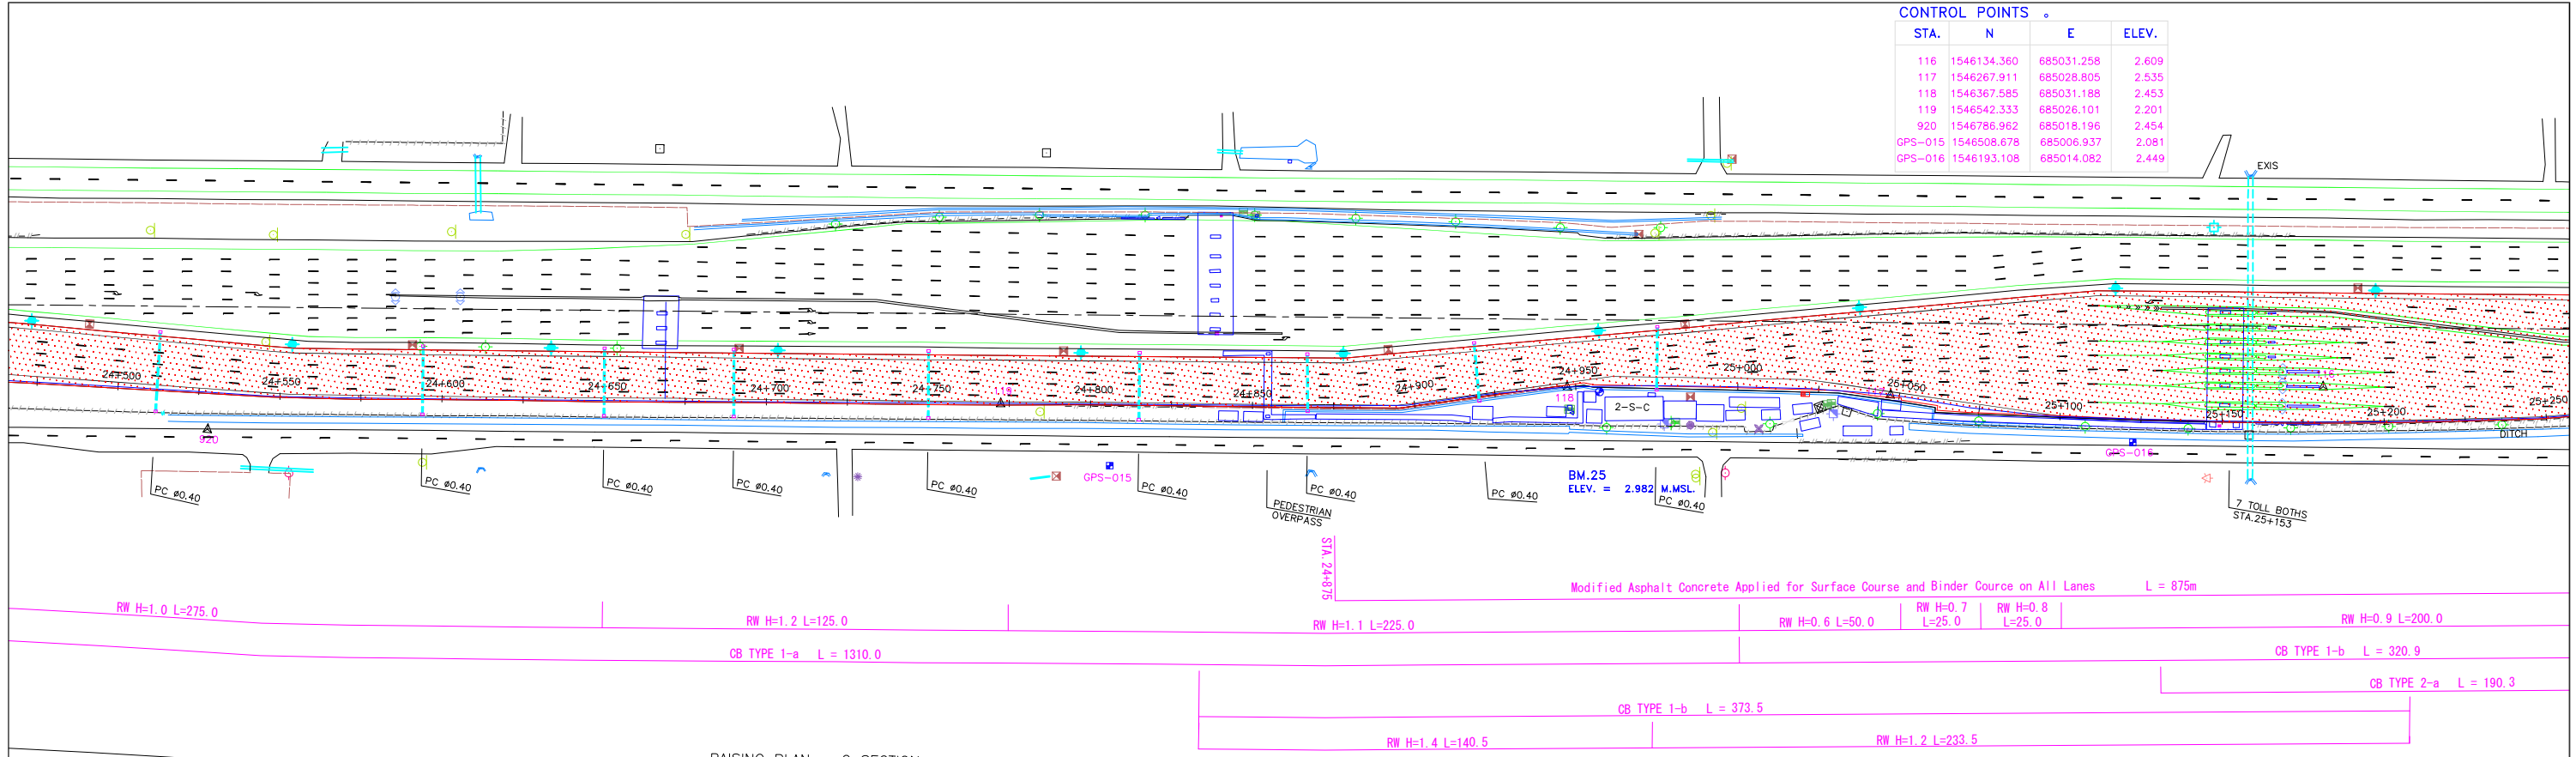 CONTROL POINTS
STA. N E ELEV.
116 1546134.360 685031.258 2.609
117 1546267.911 685028.805 2.535
118 1546367.585 685031.188 2.453
119 1546542.333 685026.101 2.201
920 1546786.962 685018.196 2.454
GPS-015 1546508.678 685006.937 2.081
GPS-016 1546193.108 685014.082 2.449
EXIS
24+500
24+550
24+600
24+650
24+700
24+750
119
24+800
24+850
24+900
24+950
118
25+000
25+050
25+100
25+150
25+200
25+250
2-S-C
DITCH
920
GPS-015
GPS-016
PC ø0.40
PC ø0.40
PC ø0.40
PC ø0.40
PC ø0.40
PC ø0.40
PEDESTRIAN
OVERPASS
PC ø0.40
PC ø0.40
BM.25
ELEV. = 2.982 M.MSL.
PC ø0.40
7 TOLL BOTHS
STA.25+153
STA.24+875
Modified Asphalt Concrete Applied for Surface Course and Binder Cource on All Lanes L = 875m
RW H=1.0 L=275.0
RW H=1.2 L=125.0
RW H=1.1 L=225.0
RW H=0.6 L=50.0
RW H=0.7
L=25.0
RW H=0.8
L=25.0
RW H=0.9 L=200.0
CB TYPE 1-a L = 1310.0
CB TYPE 1-b L = 320.9
CB TYPE 2-a L = 190.3
CB TYPE 1-b L = 373.5
RW H=1.4 L=140.5
RW H=1.2 L=233.5